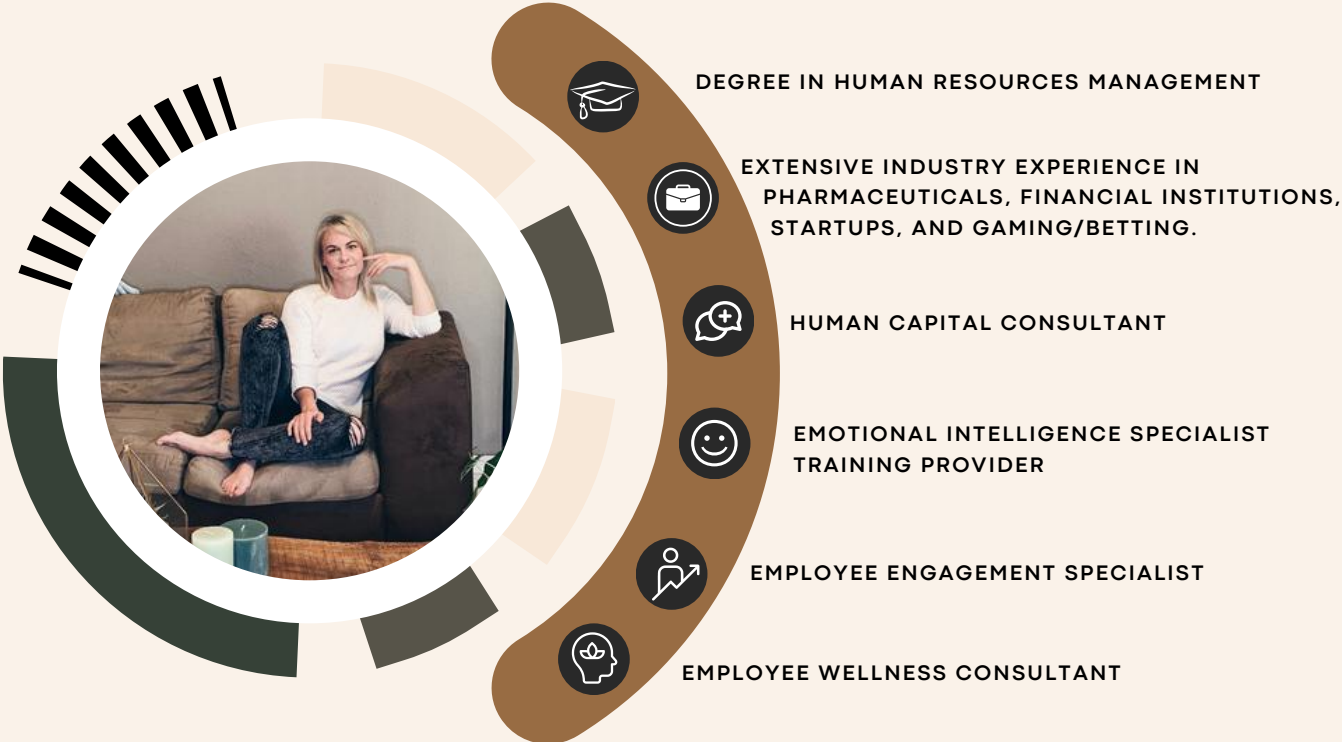 DEGREE IN HUMAN RESOURCES MANAGEMENT
EXTENSIVE INDUSTRY EXPERIENCE IN
PHARMACEUTICALS, FINANCIAL INSTITUTIONS,
STARTUPS, AND GAMING/BETTING.
HUMAN CAPITAL CONSULTANT
EMOTIONAL INTELLIGENCE SPECIALIST
TRAINING PROVIDER
EMPLOYEE ENGAGEMENT SPECIALIST
EMPLOYEE WELLNESS CONSULTANT